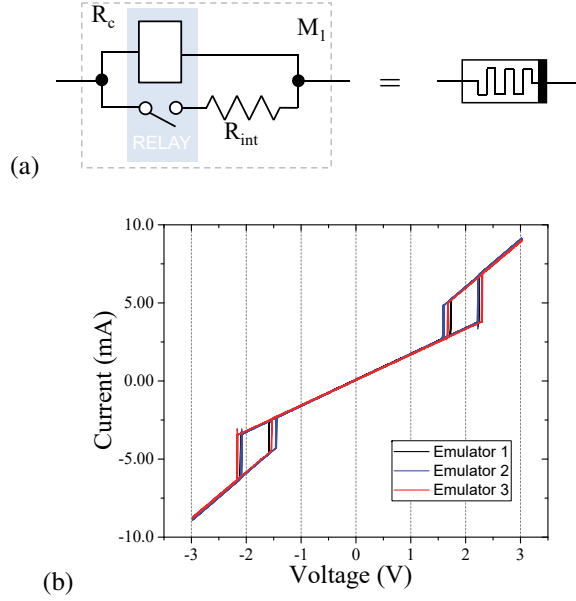 R_c
M_1
RELAY
R_int
=
(a)
10.0
5.00
0.00
-5.00
-10.0
Current (mA)
Emulator 1
Emulator 2
Emulator 3
-3 -2 -1 0 1 2 3
Voltage (V)
(b)